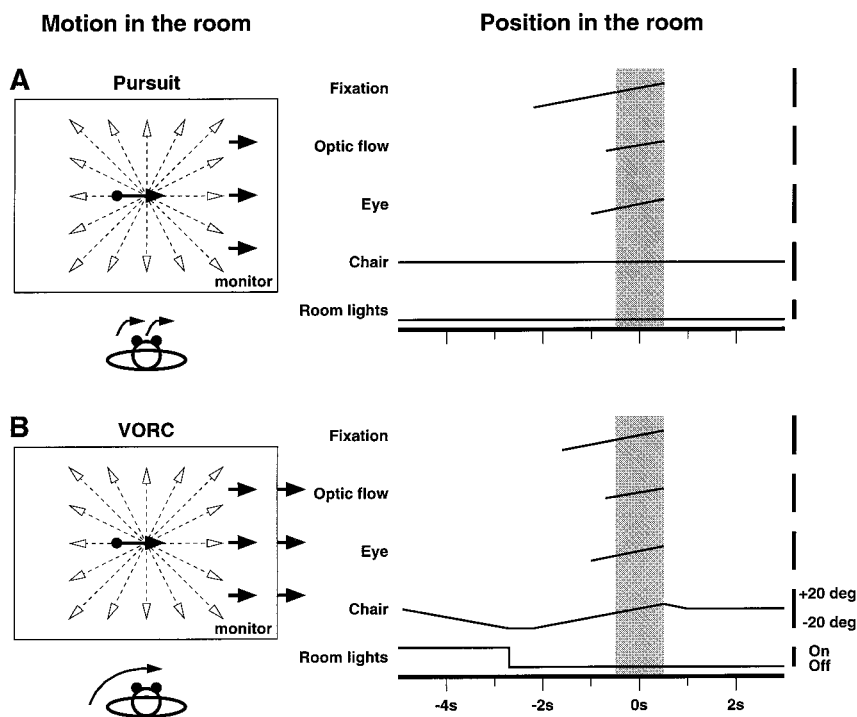 Motion in the room
Position in the room
A
Pursuit
monitor
Fixation
Optic flow
Eye
Chair
Room lights
B
VORC
monitor
Fixation
Optic flow
Eye
Chair
+20 deg
-20 deg
Room lights
On
Off
-4s -2s 0s 2s